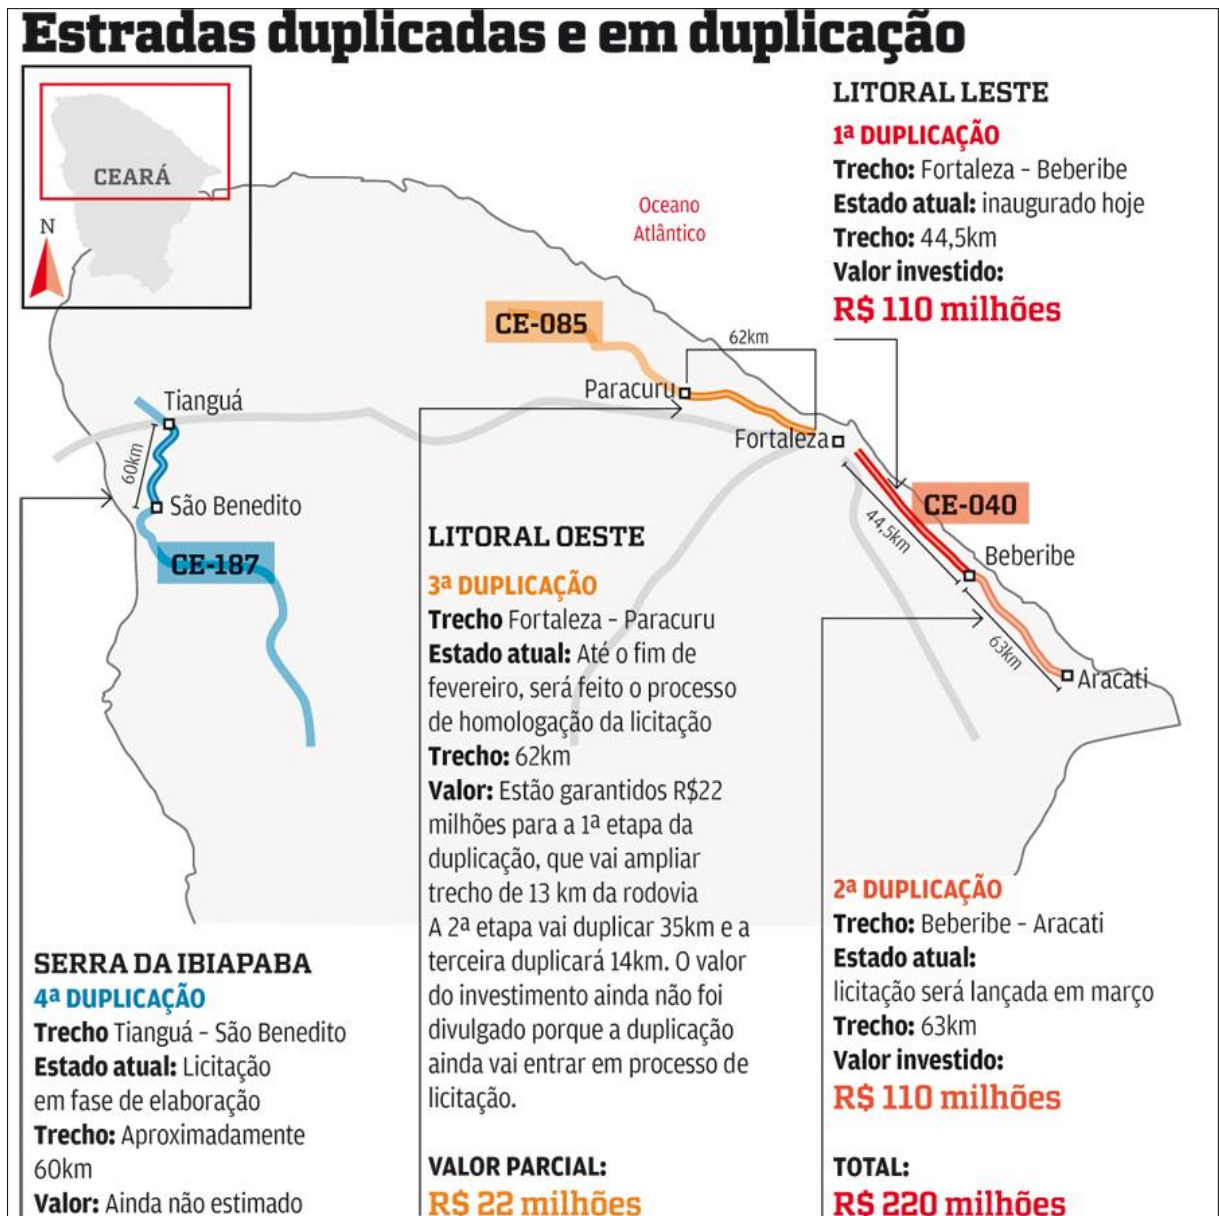 Estradas duplicadas e em duplicação
CEARÁ
N
Oceano
Atlântico
LITORAL LESTE
1ª DUPLICAÇÃO
Trecho: Fortaleza – Beberibe
Estado atual: inaugurado hoje
Trecho: 44,5km
Valor investido:
R$ 110 milhões
CE-085
62km
Paracuru
Fortaleza
Tianguá
60km
São Benedito
CE-187
CE-040
44,5km
Beberibe
63km
Aracati
LITORAL OESTE
3ª DUPLICAÇÃO
Trecho Fortaleza – Paracuru
Estado atual: Até o fim de
fevereiro, será feito o processo
de homologação da licitação
Trecho: 62km
Valor: Estão garantidos R$22
milhões para a 1ª etapa da
duplicação, que vai ampliar
trecho de 13 km da rodovia
A 2ª etapa vai duplicar 35km e a
terceira duplicará 14km. O valor
do investimento ainda não foi
divulgado porque a duplicação
ainda vai entrar em processo de
licitação.
VALOR PARCIAL:
R$ 22 milhões
2ª DUPLICAÇÃO
Trecho: Beberibe – Aracati
Estado atual:
licitação será lançada em março
Trecho: 63km
Valor investido:
R$ 110 milhões
TOTAL:
R$ 220 milhões
SERRA DA IBIAPABA
4ª DUPLICAÇÃO
Trecho Tianguá – São Benedito
Estado atual: Licitação
em fase de elaboração
Trecho: Aproximadamente
60km
Valor: Ainda não estimado